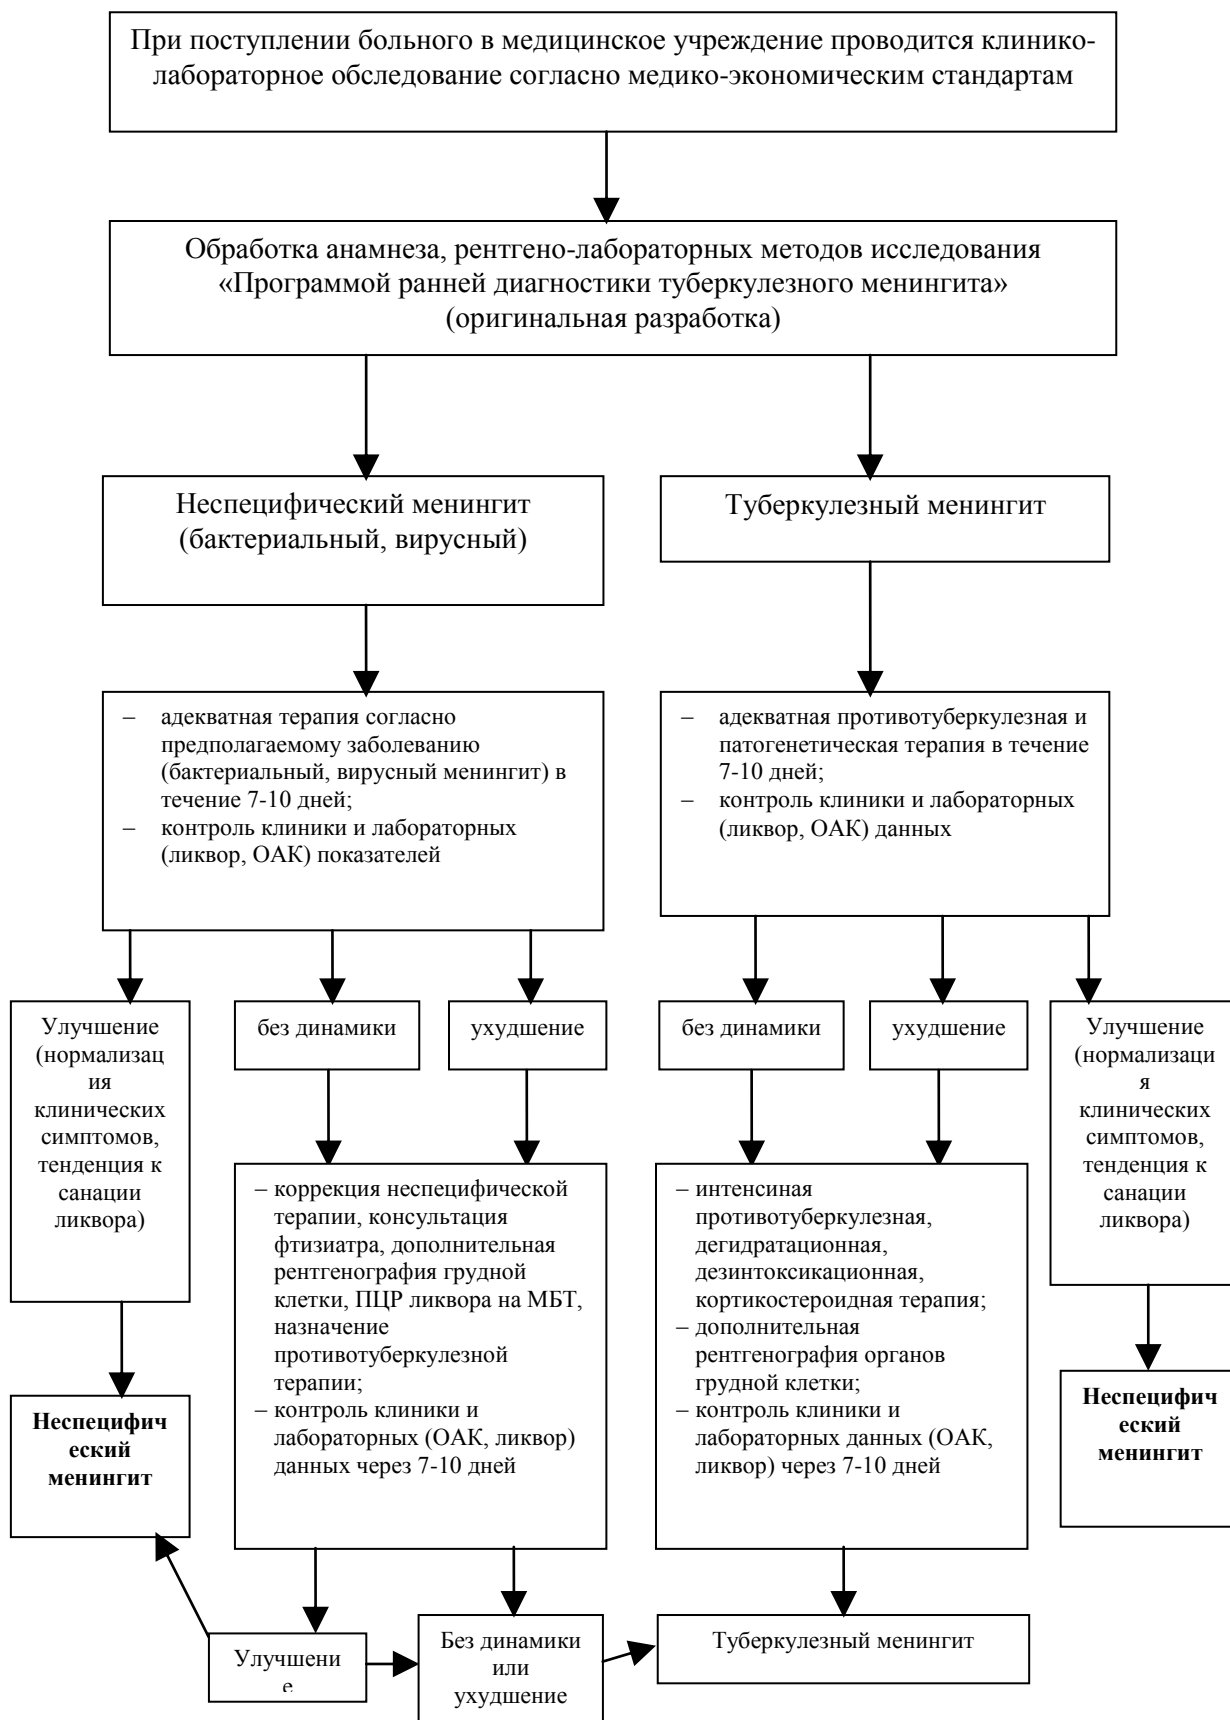 При поступлении больного в медицинское учреждение проводится клинико-
лабораторное обследование согласно медико-экономическим стандартам
Обработка анамнеза, рентгено-лабораторных методов исследования
«Программой ранней диагностики туберкулезного менингита»
(оригинальная разработка)
Неспецифический менингит
(бактериальный, вирусный)
Туберкулезный менингит
– адекватная терапия согласно
предполагаемому заболеванию
(бактериальный, вирусный менингит) в
течение 7-10 дней;
– контроль клиники и лабораторных
(ликвор, ОАК) показателей
– адекватная противотуберкулезная и
патогенетическая терапия в течение
7-10 дней;
– контроль клиники и лабораторных
(ликвор, ОАК) данных
Улучшение
(нормализац
ия
клинических
симптомов,
тенденция к
санации
ликвора)
без динамики
ухудшение
без динамики
ухудшение
Улучшение
(нормализаци
я
клинических
симптомов,
тенденция к
санации
ликвора)
– коррекция неспецифической
терапии, консультация
фтизиатра, дополнительная
рентгенография грудной
клетки, ПЦР ликвора на МБТ,
назначение
противотуберкулезной
терапии;
– контроль клиники и
лабораторных (ОАК, ликвор)
данных через 7-10 дней
– интенсиная
противотуберкулезная,
дегидратационная,
дезинтоксикационная,
кортикостероидная терапия;
– дополнительная
рентгенография органов
грудной клетки;
– контроль клиники и
лабораторных данных (ОАК,
ликвор) через 7-10 дней
Неспецифич
еский
менингит
Неспецифич
еский
менингит
Улучшени
е
Без динамики
или
ухудшение
Туберкулезный менингит